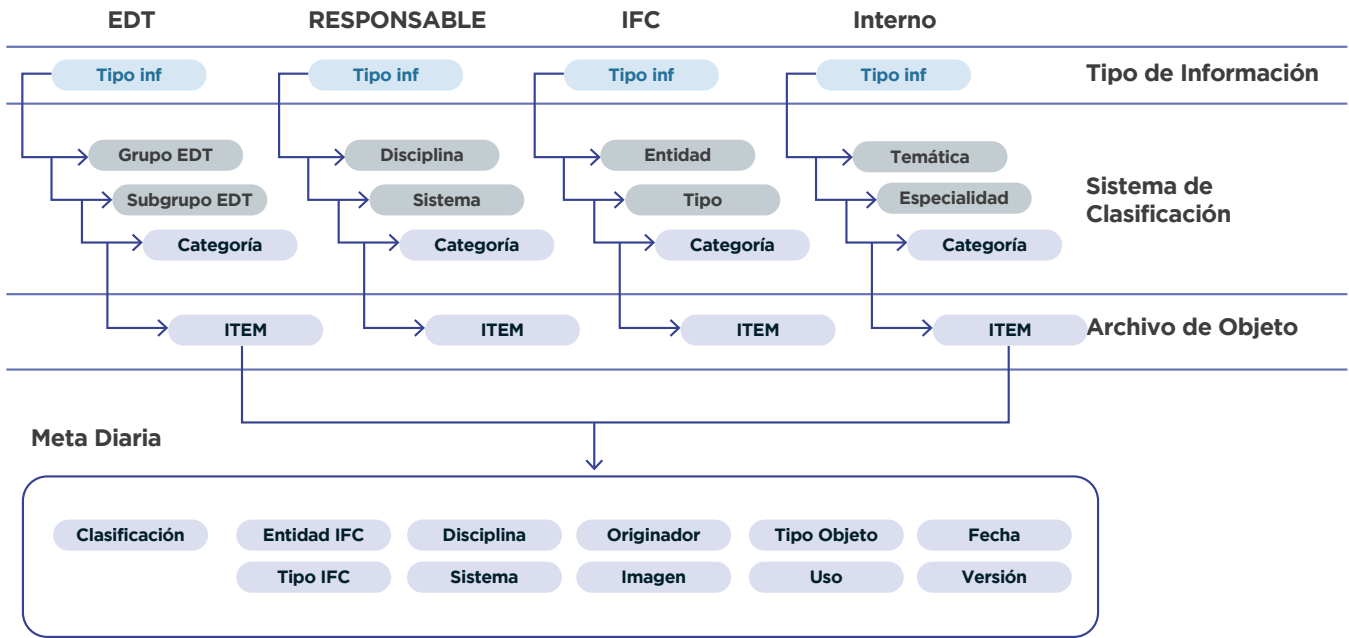 EDT RESPONSABLE IFC Interno
Tipo inf Tipo inf Tipo inf Tipo inf Tipo de Información
Grupo EDT Disciplina Entidad Temática
Subgrupo EDT Sistema Tipo Especialidad
Sistema de
Clasificación
Categoría Categoría Categoría Categoría
ITEM ITEM ITEM ITEM Archivo de Objeto
Meta Diaria
Clasificación Entidad IFC Disciplina Originador Tipo Objeto Fecha
Tipo IFC Sistema Imagen Uso Versión